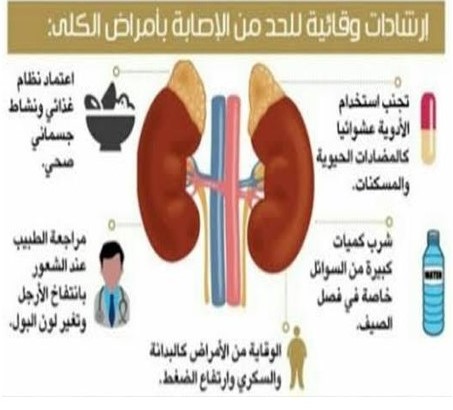 إرشادات وقائية للحد من الإصابة بأمراض الكلى:
تجنب استخدام
الأدوية عشوائيا
كالمضادات الحيوية
والمسكنات.
اعتماد نظام
غذائي ونشاط
جسماني
صحي.
شرب كميات
كبيرة من السوائل
خاصة في فصل
الصيف.
WATER
مراجعة الطبيب
عند الشعور
بانتفاخ الأرجل
وتغير لون البول.
الوقاية من الأمراض كالبدانة
والسكري وارتفاع الضغط.